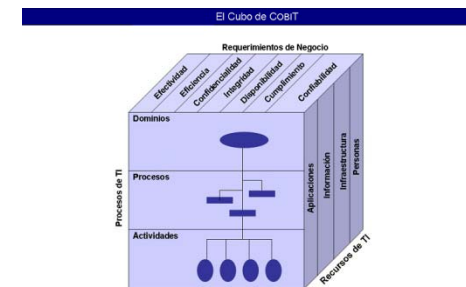 El Cubo de COBIT
Requerimientos de Negocio
Efectividad
Eficiencia
Confidencialidad
Integridad
Disponibilidad
Cumplimiento
Confiabilidad
Dominios
Procesos
Actividades
Procesos de TI
Aplicaciones
Información
Infraestructura
Personas
Recursos de TI